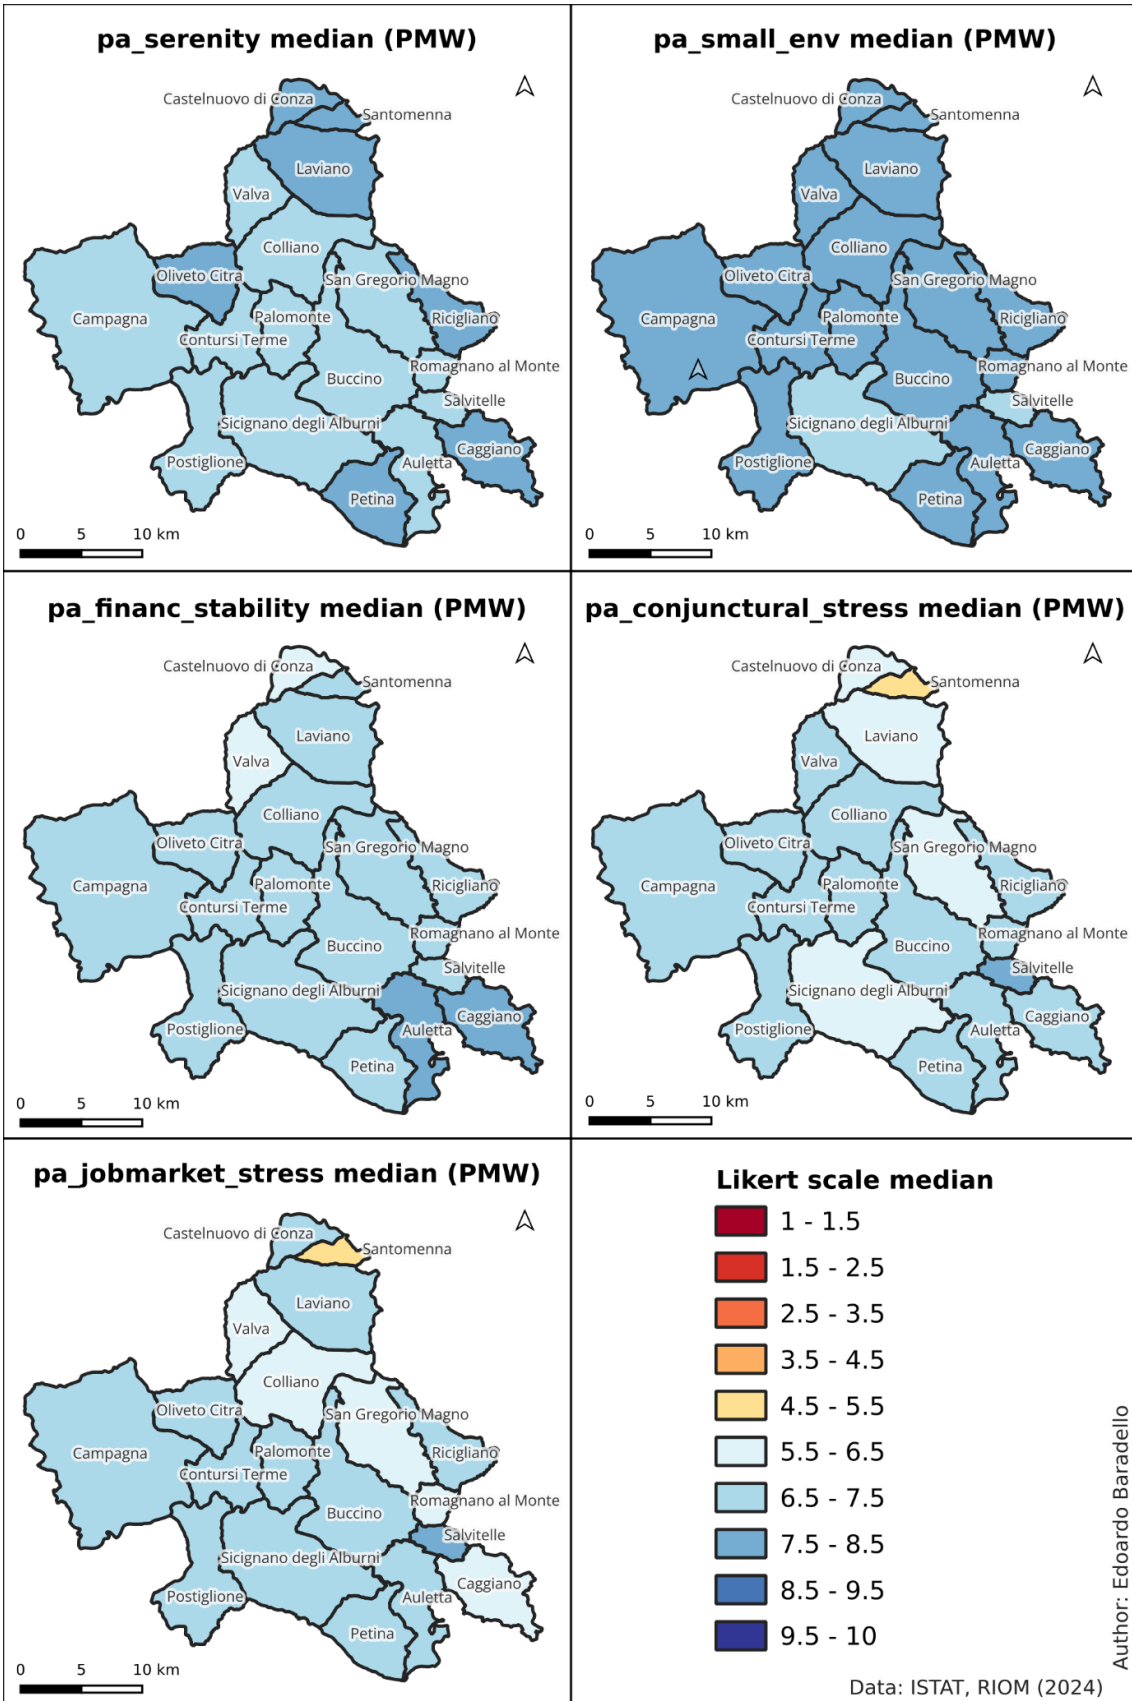 pa_serenity median (PMW)
Castelnuovo di Conza
Santomenna
Laviano
Valva
Colliano
Oliveto Citra
San Gregorio Magno
Campagna
Palomonte
Ricigliano
Contursi Terme
Romagnano al Monte
Buccino
Salvitelle
Sicignano degli Alburni
Caggiano
Postiglione
Auletta
Petina
0 5 10 km
pa_small_env median (PMW)
Castelnuovo di Conza
Santomenna
Laviano
Valva
Colliano
Oliveto Citra
San Gregorio Magno
Campagna
Palomonte
Ricigliano
Contursi Terme
Romagnano al Monte
Buccino
Salvitelle
Sicignano degli Alburni
Caggiano
Postiglione
Auletta
Petina
0 5 10 km
pa_financ_stability median (PMW)
Castelnuovo di Conza
Santomenna
Laviano
Valva
Colliano
Oliveto Citra
San Gregorio Magno
Campagna
Palomonte
Ricigliano
Contursi Terme
Romagnano al Monte
Buccino
Salvitelle
Sicignano degli Alburni
Caggiano
Postiglione
Auletta
Petina
0 5 10 km
pa_conjunctural_stress median (PMW)
Castelnuovo di Conza
Santomenna
Laviano
Valva
Colliano
Oliveto Citra
San Gregorio Magno
Campagna
Palomonte
Ricigliano
Contursi Terme
Romagnano al Monte
Buccino
Salvitelle
Sicignano degli Alburni
Caggiano
Postiglione
Auletta
Petina
0 5 10 km
pa_jobmarket_stress median (PMW)
Castelnuovo di Conza
Santomenna
Laviano
Valva
Colliano
Oliveto Citra
San Gregorio Magno
Campagna
Palomonte
Ricigliano
Contursi Terme
Romagnano al Monte
Buccino
Salvitelle
Sicignano degli Alburni
Caggiano
Postiglione
Auletta
Petina
0 5 10 km
Likert scale median
1 - 1.5
1.5 - 2.5
2.5 - 3.5
3.5 - 4.5
4.5 - 5.5
5.5 - 6.5
6.5 - 7.5
7.5 - 8.5
8.5 - 9.5
9.5 - 10
Author: Edoardo Baradello
Data: ISTAT, RIOM (2024)